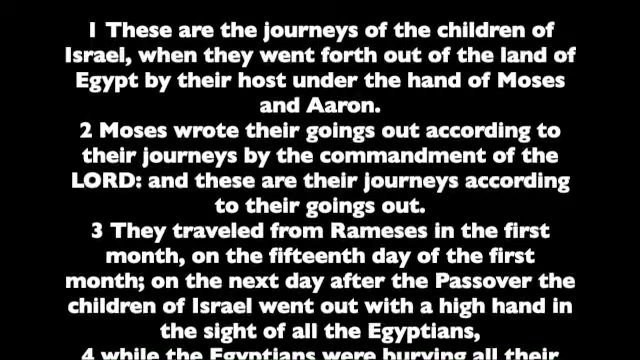 1 These are the journeys of the children of
Israel, when they went forth out of the land of
Egypt by their host under the hand of Moses
and Aaron.
2 Moses wrote their goings out according to
their journeys by the commandment of the
LORD: and these are their journeys according
to their goings out.
3 They traveled from Rameses in the first
month, on the fifteenth day of the first
month; on the next day after the Passover the
children of Israel went out with a high hand in
the sight of all the Egyptians,
4 while the Egyptians were burying all their